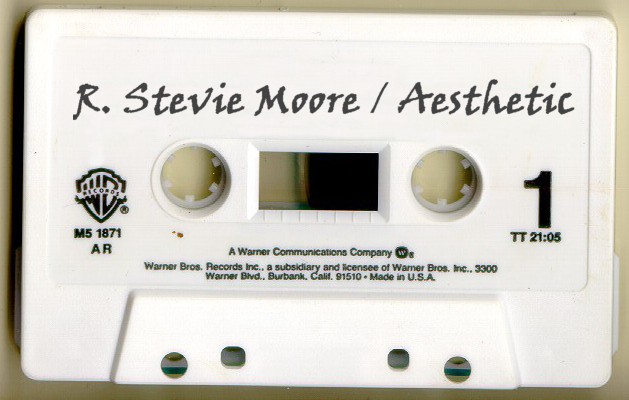 R. Stevie Moore / Aesthetic
WB
RECORDS
®
M5 1871
AR
1
TT 21:05
A Warner Communications Company W ®
Warner Bros. Records Inc., a subsidiary and licensee of Warner Bros. Inc., 3300
Warner Blvd., Burbank, Calif. 91510 • Made in U.S.A.